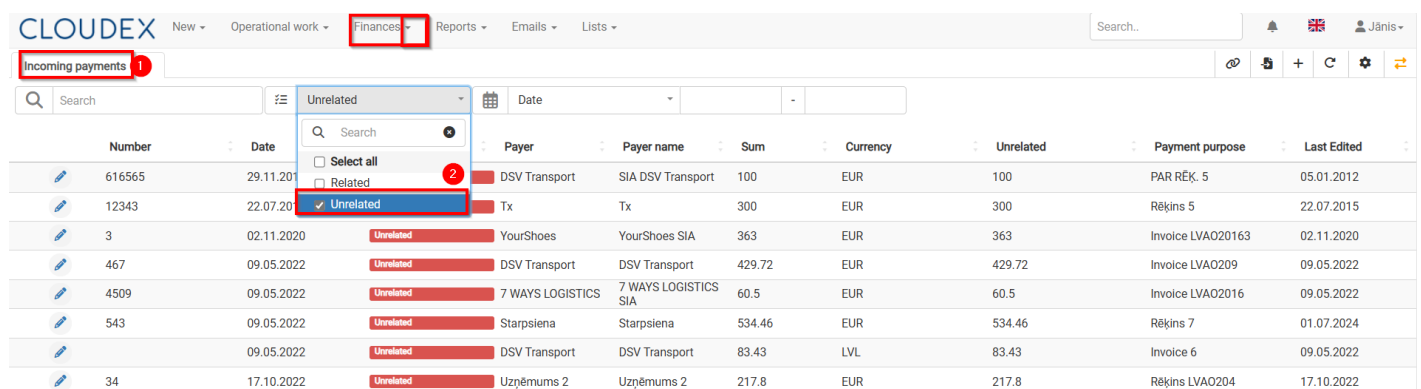 CLOUDEX New Operational work Finances Reports Emails Lists Search.. Jānis
Incoming payments 1
Search Unrelated Date -
Search
Number Date Payer Payer name Sum Currency Unrelated Payment purpose Last Edited
Select all
616565 29.11.201 DSV Transport SIA DSV Transport 100 EUR 100 PAR RĒĶ. 5 05.01.2012
Related 2
12343 22.07.201 Unrelated Tx Tx 300 EUR 300 Rēķins 5 22.07.2015
3 02.11.2020 Unrelated YourShoes YourShoes SIA 363 EUR 363 Invoice LVAO20163 02.11.2020
467 09.05.2022 Unrelated DSV Transport DSV Transport 429.72 EUR 429.72 Invoice LVAO209 09.05.2022
4509 09.05.2022 Unrelated 7 WAYS LOGISTICS 7 WAYS LOGISTICS SIA 60.5 EUR 60.5 Invoice LVAO2016 09.05.2022
543 09.05.2022 Unrelated Starpsiena Starpsiena 534.46 EUR 534.46 Rēķins 7 01.07.2024
09.05.2022 Unrelated DSV Transport DSV Transport 83.43 LVL 83.43 Invoice 6 09.05.2022
34 17.10.2022 Unrelated Uzņēmums 2 Uzņēmums 2 217.8 EUR 217.8 Rēķins LVAO204 17.10.2022